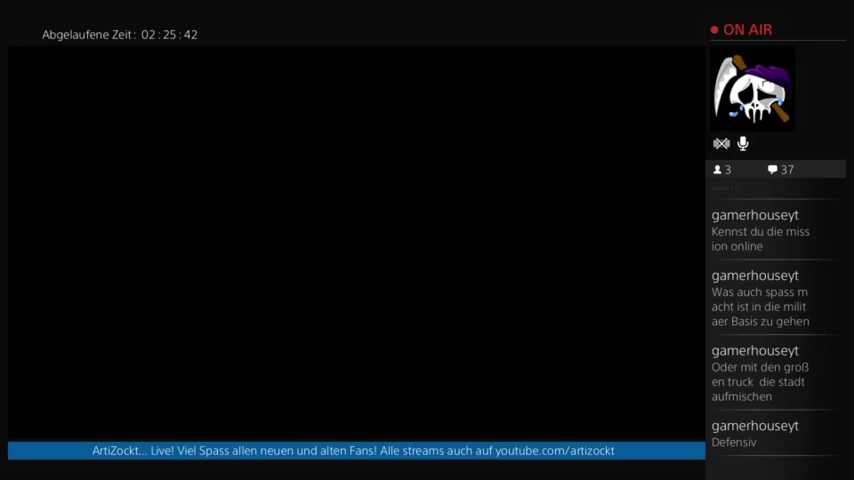 Abgelaufene Zeit: 02:25:42
ON AIR
3 37
gamerhouseyt
Kennst du die miss
ion online
gamerhouseyt
Was auch spass m
acht ist in die milit
aer Basis zu gehen
gamerhouseyt
Oder mit den groß
en truck die stadt
aufmischen
gamerhouseyt
Defensiv
ArtiZockt... Live! Viel Spass allen neuen und alten Fans! Alle streams auch auf youtube.com/artizockt